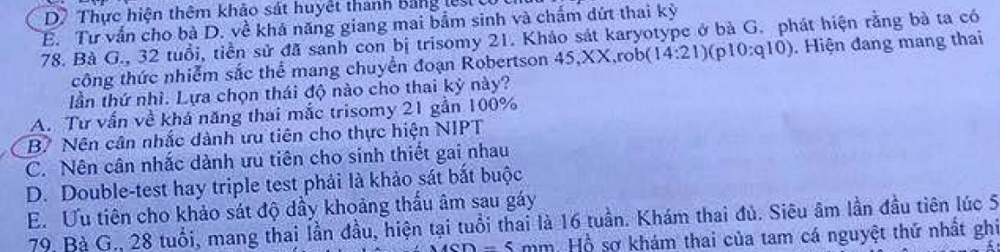 D. Thực hiện thêm khảo sát huyết thanh bằng test
E. Tư vấn cho bà D. về khả năng giang mai bẩm sinh và chấm dứt thai kỳ
78. Bà G., 32 tuổi, tiền sử đã sanh con bị trisomy 21. Khảo sát karyotype ở bà G. phát hiện rằng bà ta có
công thức nhiễm sắc thể mang chuyển đoạn Robertson 45,XX,rob(14:21)(p10:q10). Hiện đang mang thai
lần thứ nhì. Lựa chọn thái độ nào cho thai kỳ này?
A. Tư vấn về khả năng thai mắc trisomy 21 gần 100%
B. Nên cân nhắc dành ưu tiên cho thực hiện NIPT
C. Nên cân nhắc dành ưu tiên cho sinh thiết gai nhau
D. Double-test hay triple test phải là khảo sát bắt buộc
E. Ưu tiên cho khảo sát độ dầy khoảng thấu âm sau gáy
79. Bà G., 28 tuổi, mang thai lần đầu, hiện tại tuổi thai là 16 tuần. Khám thai đủ. Siêu âm lần đầu tiên lúc 5
MSD = 5 mm. Hồ sơ khám thai của tam cá nguyệt thứ nhất ghi